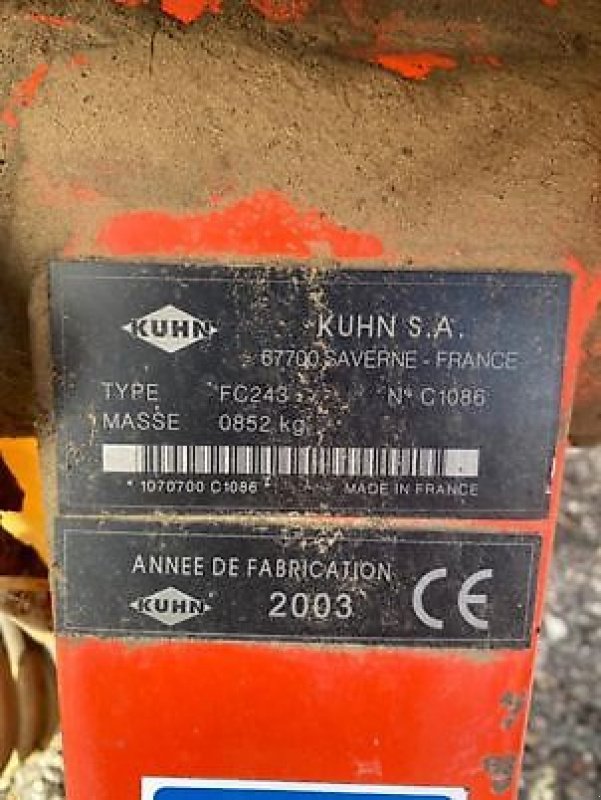 KUHN
KUHN S.A.
67700 SAVERNE - FRANCE
TYPE FC243 N° C1086
MASSE 0852 kg
* 1070700 C1086 * MADE IN FRANCE
ANNEE DE FABRICATION
KUHN 2003 CE